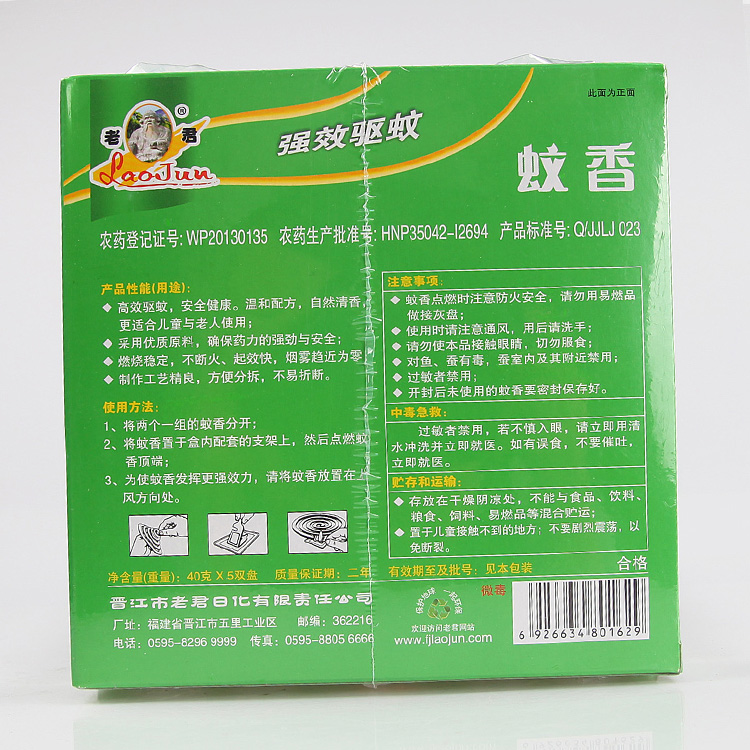 此面为正面
老君
®
LaoJun
强效驱蚊
蚊香
农药登记证号: WP20130135 农药生产批准号: HNP35042-I2694 产品标准号: Q/JJLJ 023
产品性能(用途):
◆ 高效驱蚊，安全健康。温和配方，自然清香，
更适合儿童与老人使用；
◆ 采用优质原料，确保药力的强劲与安全；
◆ 燃烧稳定，不断火、起效快，烟雾趋近为零；
◆ 制作工艺精良，方便分拆，不易折断。
使用方法:
1、将两个一组的蚊香分开；
2、将蚊香置于盒内配套的支架上，然后点燃蚊
香顶端；
3、为使蚊香发挥更强效力，请将蚊香放置在上
风方向处。
注意事项:
◆ 蚊香点燃时注意防火安全，请勿用易燃品
做接灰盘；
◆ 使用时请注意通风，用后请洗手；
◆ 请勿使本品接触眼睛，切勿服食；
◆ 对鱼、蚕有毒，蚕室内及其附近禁用；
◆ 过敏者禁用；
◆ 开封后未使用的蚊香要密封保存好。
中毒急救:
过敏者禁用，若不慎入眼，请立即用清
水冲洗并立即就医。如有误食，不要催吐，
立即就医。
贮存和运输:
◆ 存放在干燥阴凉处，不能与食品、饮料、
粮食、饲料、易燃品等混合贮运；
◆ 置于儿童接触不到的地方；不要剧烈震荡，以
免断裂。
净含量(重量): 40克×5双盘 质量保证期: 二年 有效期至及批号: 见本包装
合格
晋江市老君日化有限责任公司
厂址: 福建省晋江市五里工业区 邮编: 362216
电话: 0595-8296 9999 传真: 0595-8805 6666
微毒
保护地球 一起环保
欢迎访问老君网站
www.fjlaojun.com
6 926634 801629